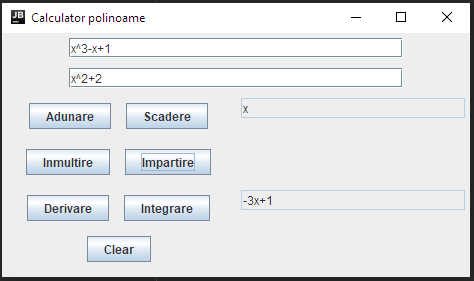 JB Calculator polinoame
x^3-x+1
x^2+2
Adunare Scadere x
Inmultire Impartire
Derivare Integrare -3x+1
Clear